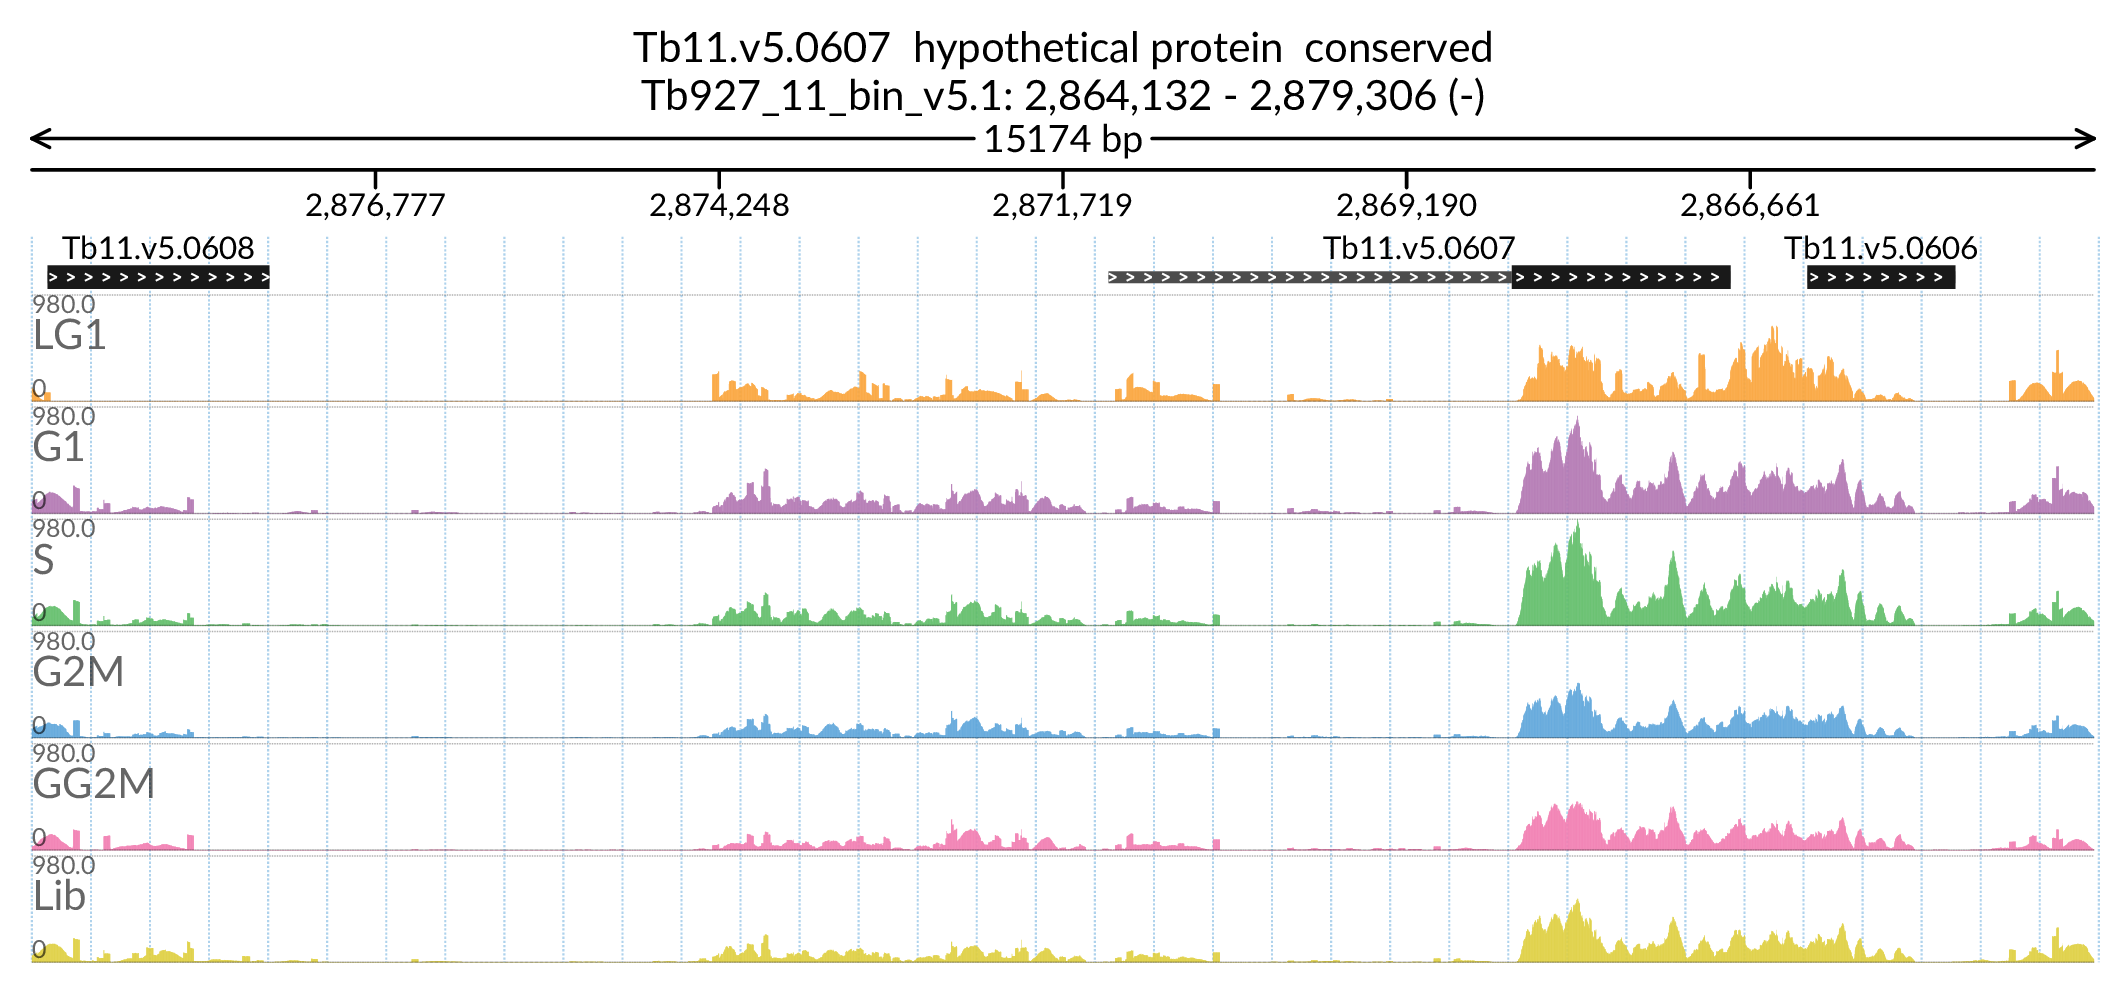 Tb11.v5.0607 hypothetical protein conserved
Tb927_11_bin_v5.1: 2,864,132 - 2,879,306 (-)
15174 bp
2,876,777 2,874,248 2,871,719 2,869,190 2,866,661
Tb11.v5.0608 Tb11.v5.0607 Tb11.v5.0606
980.0
LG1
0
980.0
G1
0
980.0
S
0
980.0
G2M
0
980.0
GG2M
0
980.0
Lib
0